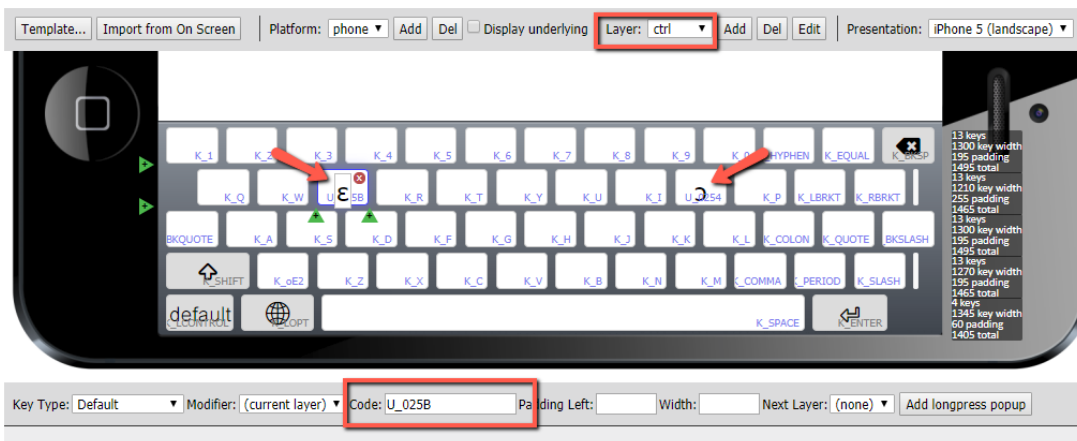 Template... Import from On Screen Platform: phone Add Del Display underlying Layer: ctrl Add Del Edit Presentation: iPhone 5 (landscape)
K_1 K_2 K_3 K_4 K_5 K_6 K_7 K_8 K_9 K_0 HYPHEN K_EQUAL K_BKSP
K_Q K_W ɛ K_R K_T K_Y K_U K_I U_0254 ɔ K_P K_LBRKT K_RBRKT
BKQUOTE K_A K_S K_D K_F K_G K_H K_J K_K K_L K_COLON K_QUOTE _BKSLASH
K_SHIFT K_oE2 K_Z K_X K_C K_V K_B K_N K_M K_COMMA K_PERIOD K_SLASH
default K_LCONTROL K_LOPT K_SPACE K_ENTER
13 keys
1300 key width
195 padding
1495 total
13 keys
1210 key width
255 padding
1465 total
13 keys
1300 key width
195 padding
1495 total
13 keys
1270 key width
195 padding
1465 total
4 keys
1345 key width
60 padding
1405 total
Key Type: Default Modifier: (current layer) Code: U_025B Padding Left: Width: Next Layer: (none) Add longpress popup